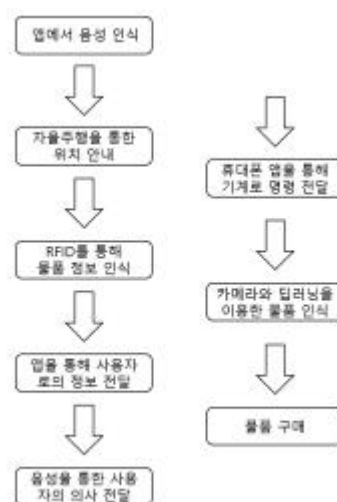 앱에서 음성 인식
자율주행을 통한
위치 안내
RFID를 통해
물품 정보 인식
앱을 통해 사용자
로의 정보 전달
음성을 통한 사용
자의 의사 전달
휴대폰 앱을 통해
기계로 명령 전달
카메라와 딥러닝을
이용한 물품 인식
물품 구매